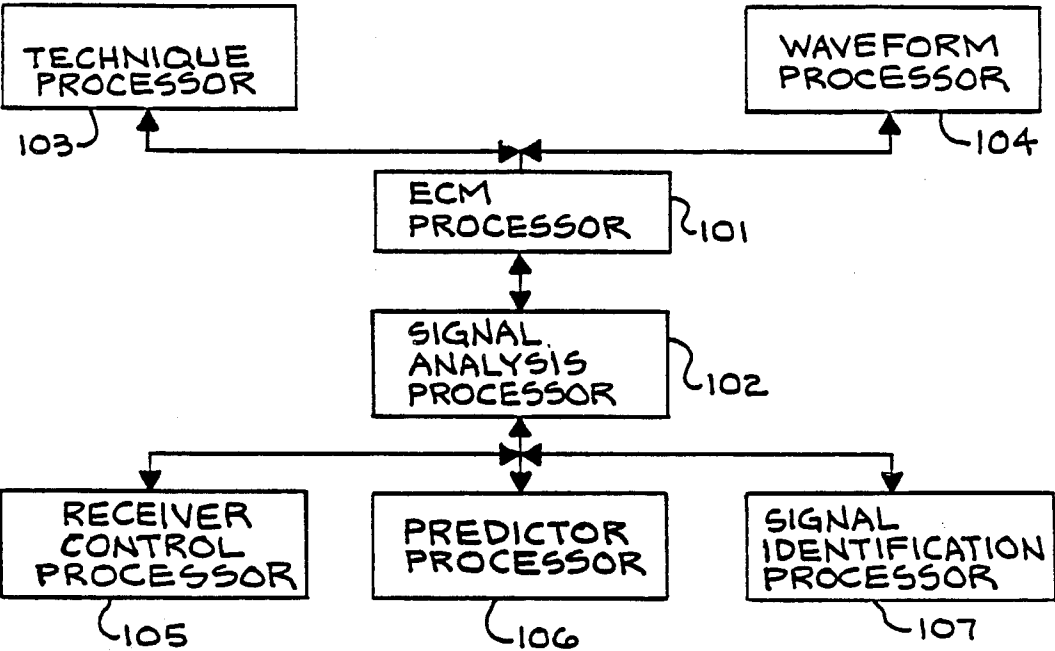 TECHNIQUE
PROCESSOR
103
WAVEFORM
PROCESSOR
104
ECM
PROCESSOR
101
SIGNAL
ANALYSIS
PROCESSOR
102
RECEIVER
CONTROL
PROCESSOR
105
PREDICTOR
PROCESSOR
106
SIGNAL
IDENTIFICATION
PROCESSOR
107